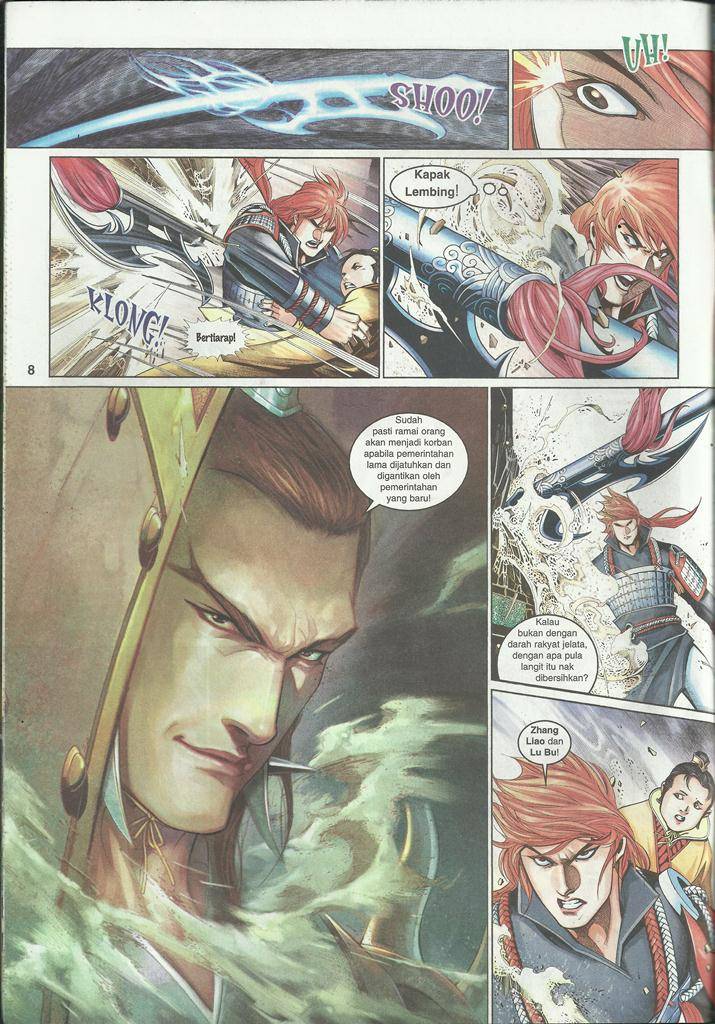 UH!
SHOO!
KLONG!
Bertiarap!
Kapak
Lembing!
8
Sudah
pasti ramai orang
akan menjadi korban
apabila pemerintahan
lama dijatuhkan dan
digantikan oleh
pemerintahan
yang baru!
Kalau
bukan dengan
darah rakyat jelata,
dengan apa pula
langit itu nak
dibersihkan?
Zhang
Liao dan
Lu Bu!